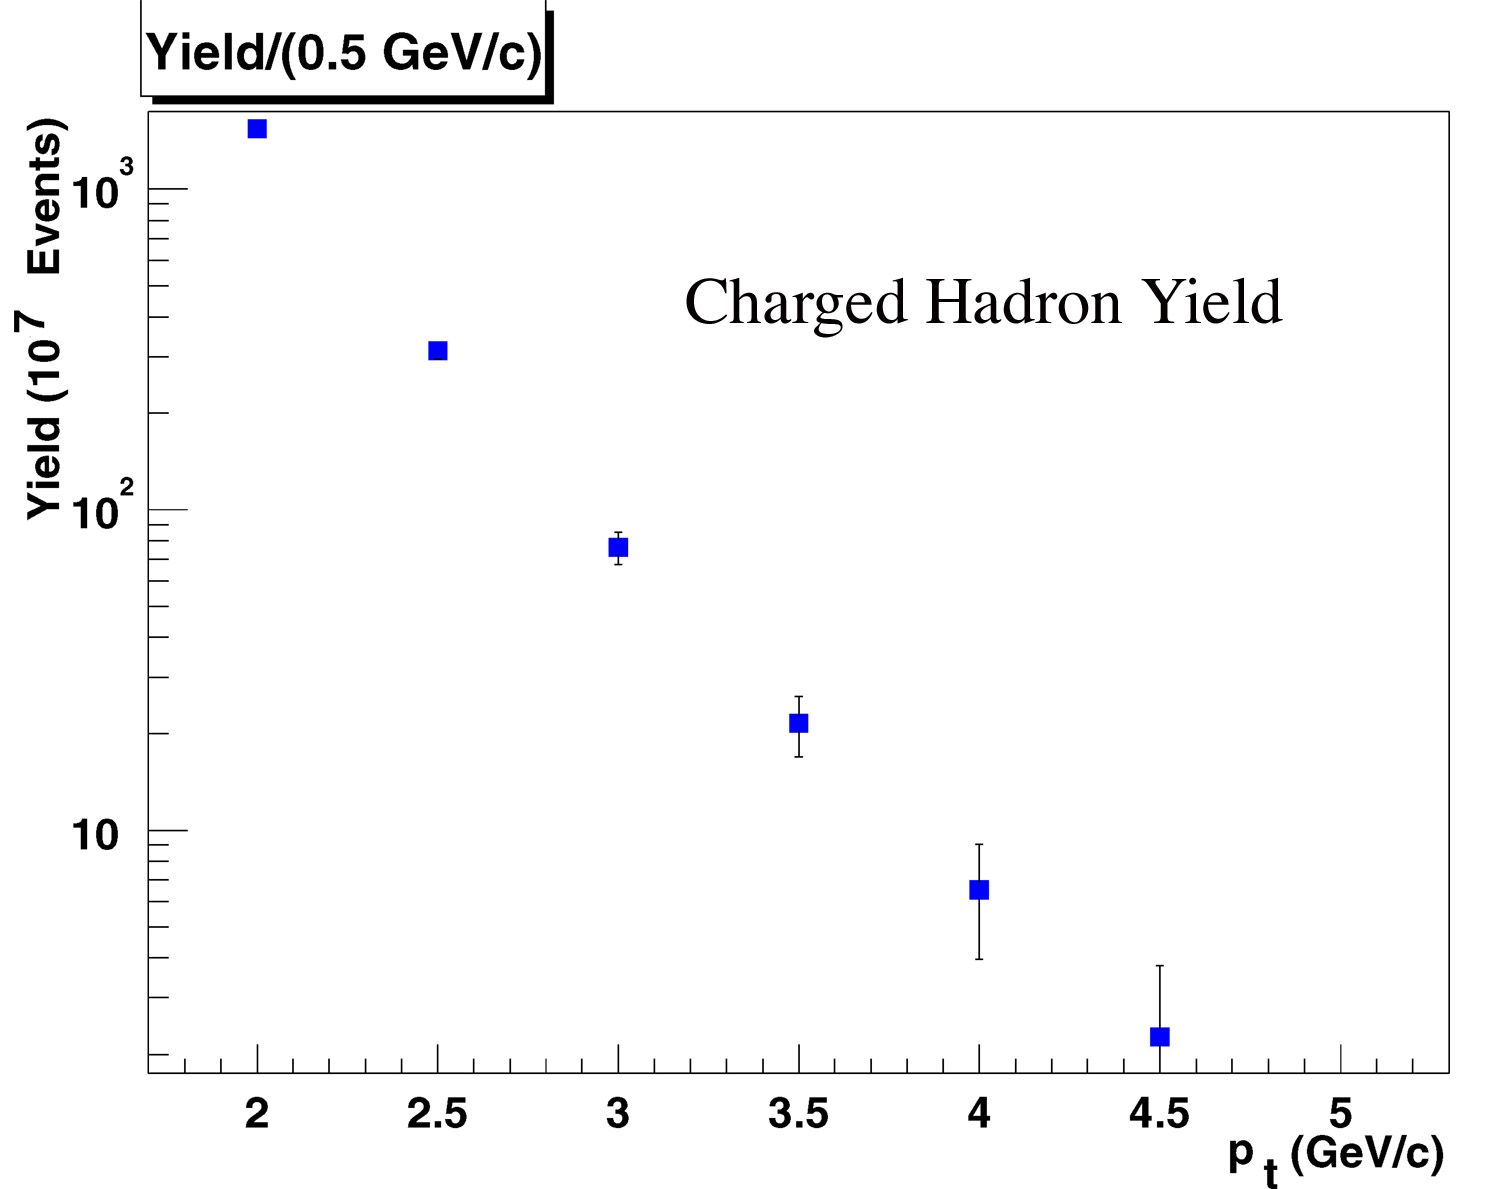 Yield/(0.5 GeV/c)
Yield (10^7 Events)
10^3
10^2
10
Charged Hadron Yield
2 2.5 3 3.5 4 4.5 5
p_t (GeV/c)